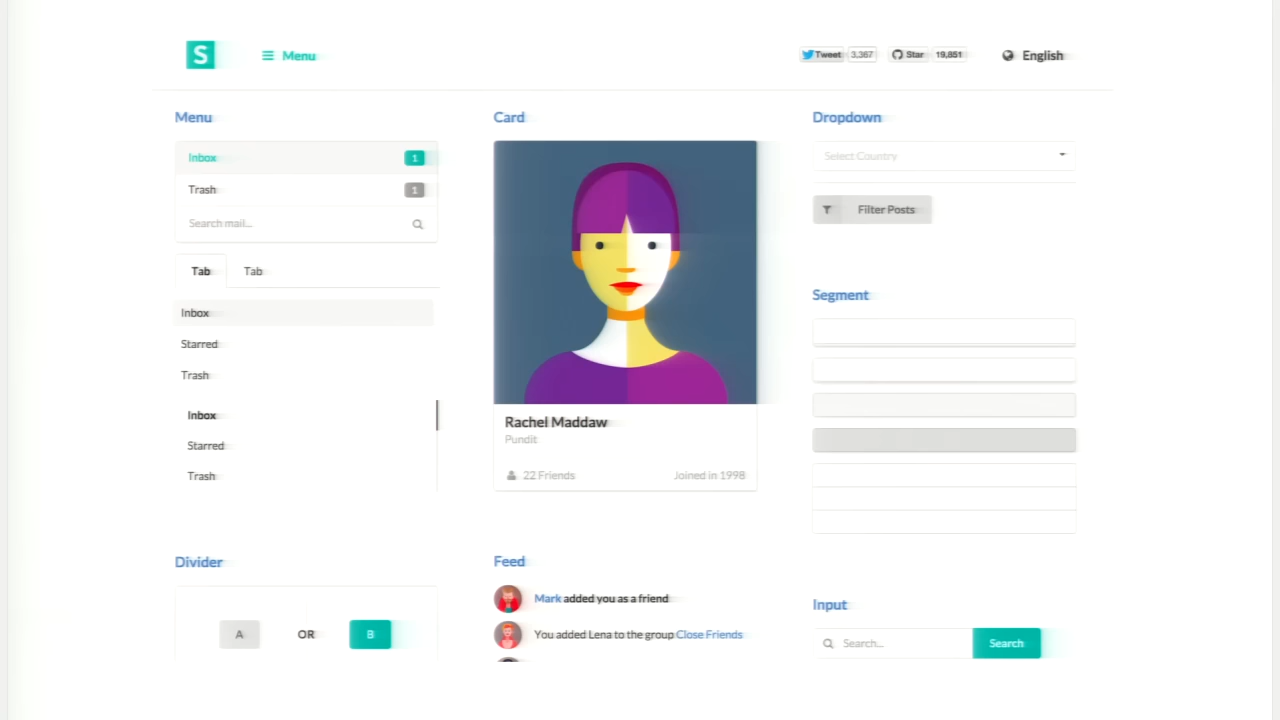 S
Menu
Tweet 3,367 Star 19,851 English
Menu
Inbox 1
Trash 1
Search mail...
Tab Tab
Inbox
Starred
Trash
Inbox
Starred
Trash
Divider
A OR B
Card
Rachel Maddaw
Pundit
22 Friends Joined in 1998
Feed
Mark added you as a friend
You added Lena to the group Close Friends
Dropdown
Select Country
Filter Posts
Segment
Input
Search... Search